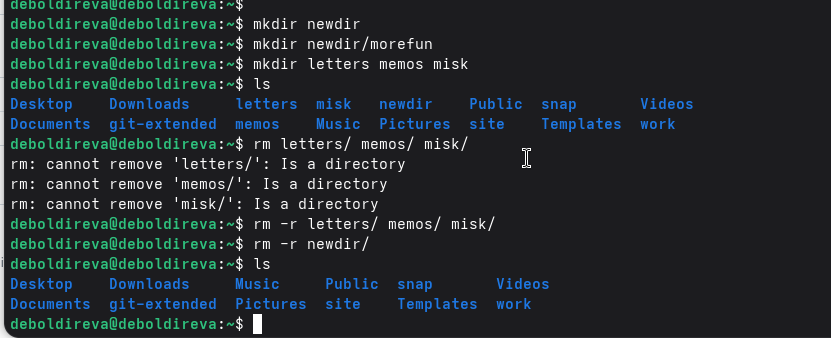 deboldireva@deboldireva:~$
deboldireva@deboldireva:~$ mkdir newdir
deboldireva@deboldireva:~$ mkdir newdir/morefun
deboldireva@deboldireva:~$ mkdir letters memos misk
deboldireva@deboldireva:~$ ls
Desktop    Downloads     letters  misk   newdir    Public  snap       Videos
Documents  git-extended  memos    Music  Pictures  site    Templates  work
deboldireva@deboldireva:~$ rm letters/ memos/ misk/
rm: cannot remove 'letters/': Is a directory
rm: cannot remove 'memos/': Is a directory
rm: cannot remove 'misk/': Is a directory
deboldireva@deboldireva:~$ rm -r letters/ memos/ misk/
deboldireva@deboldireva:~$ rm -r newdir/
deboldireva@deboldireva:~$ ls
Desktop    Downloads     Music     Public  snap       Videos
Documents  git-extended  Pictures  site    Templates  work
deboldireva@deboldireva:~$